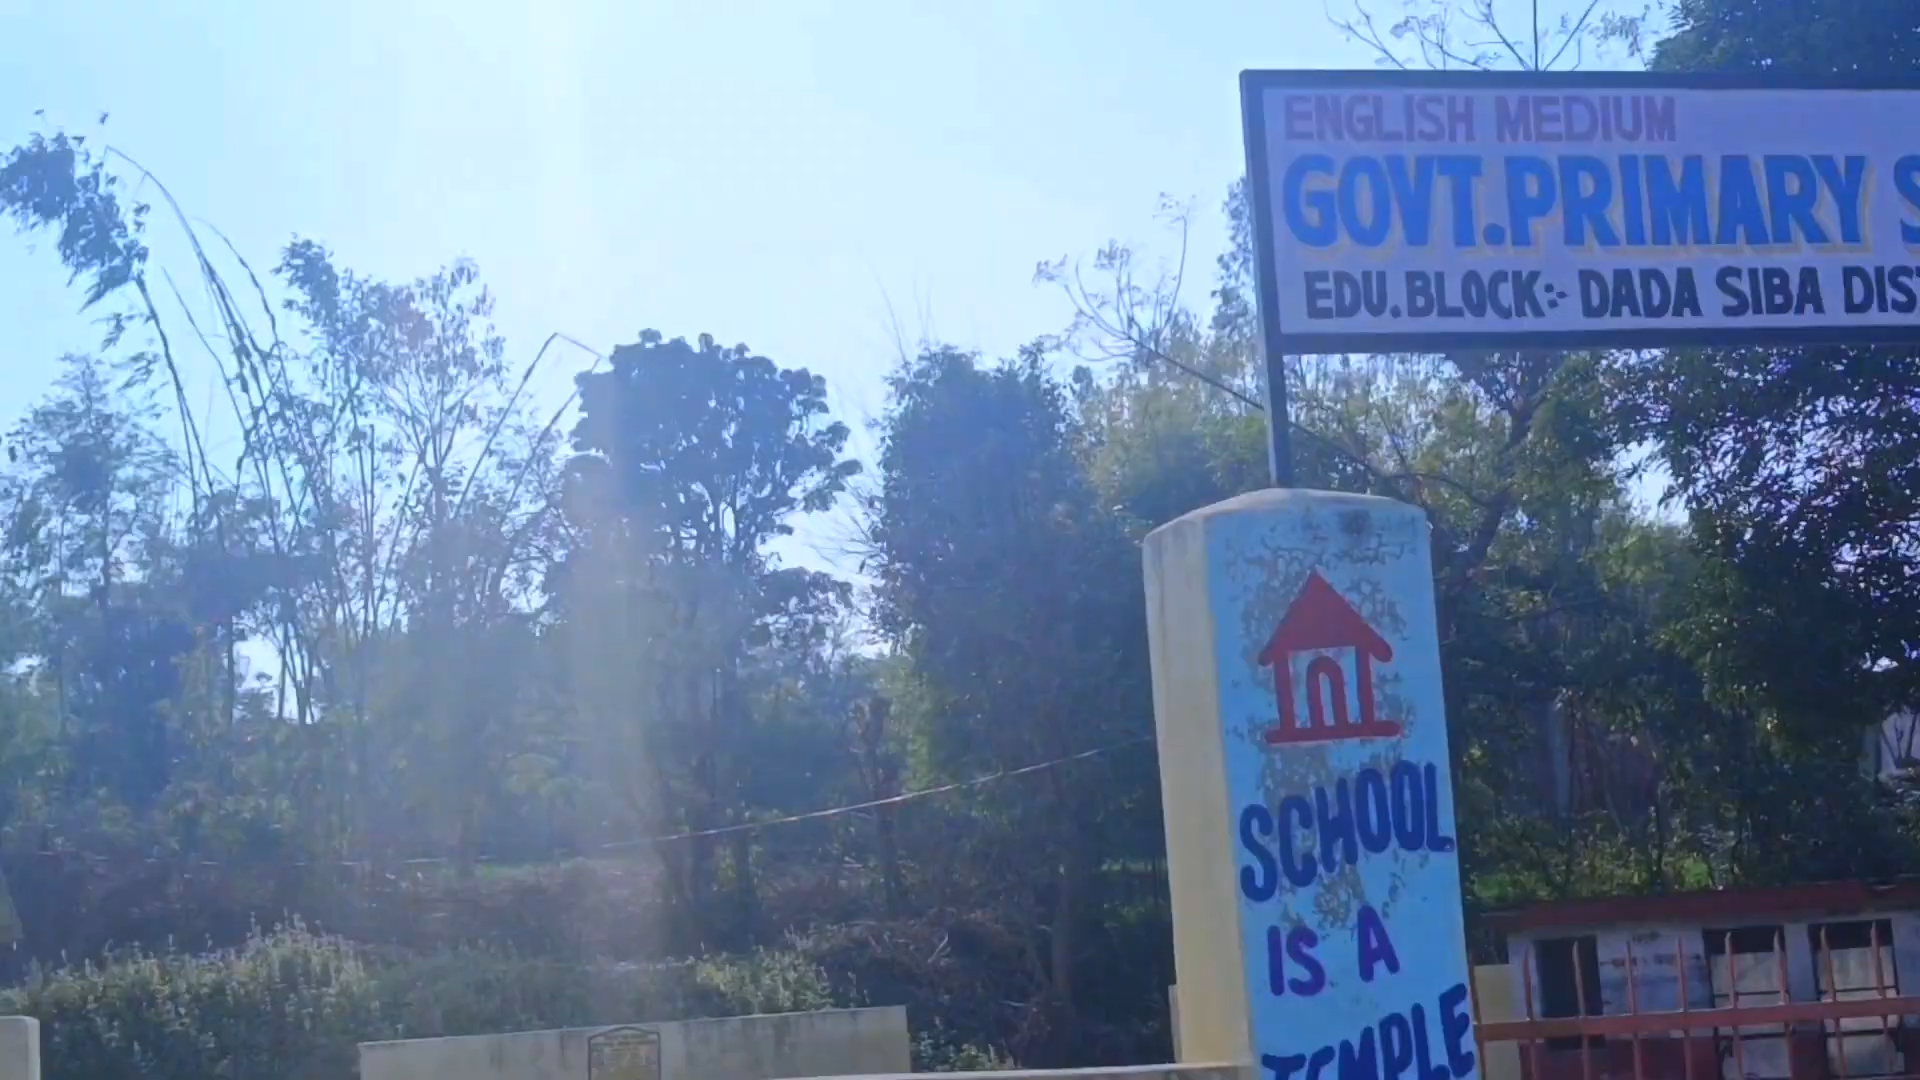 ENGLISH MEDIUM
GOVT.PRIMARY S
EDU.BLOCK:- DADA SIBA DIST
SCHOOL
IS A
TEMPLE